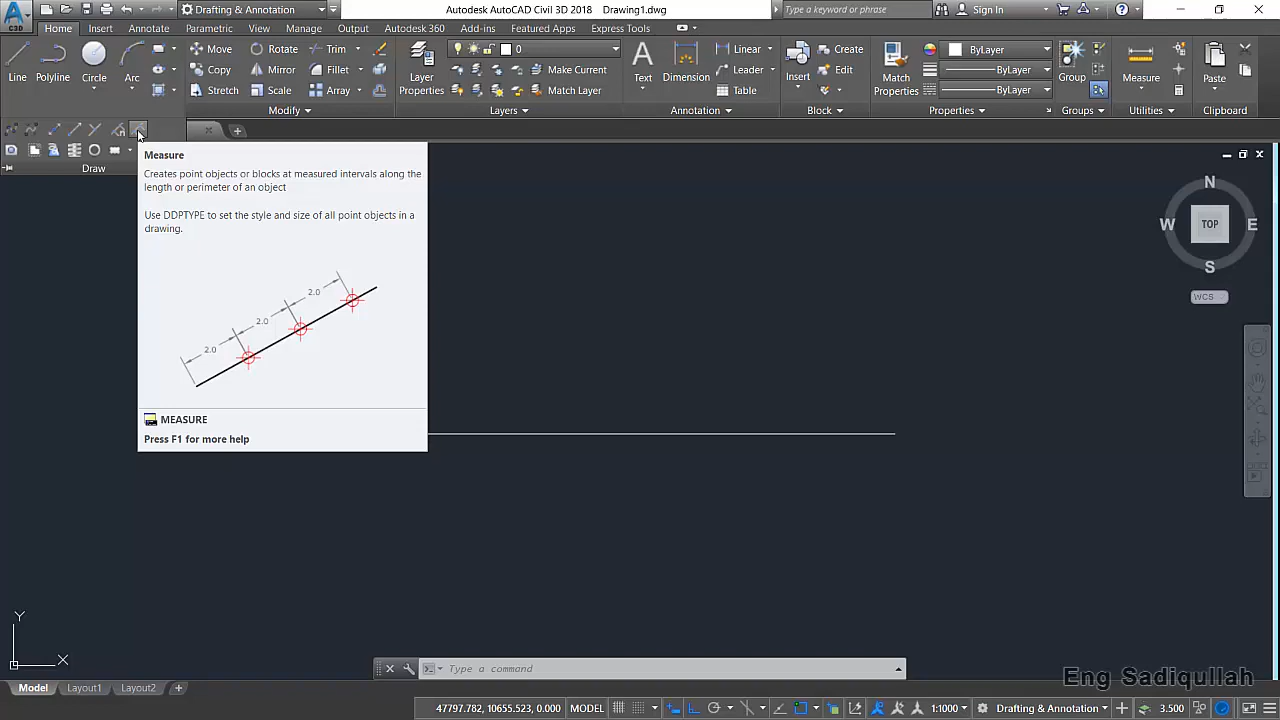 C3D
Drafting & Annotation
Autodesk AutoCAD Civil 3D 2018 Drawing1.dwg
Type a keyword or phrase
Sign In
Home Insert Annotate Parametric View Manage Output Autodesk 360 Add-ins Featured Apps Express Tools
Line Polyline Circle Arc
Move Rotate Trim
Copy Mirror Fillet
Stretch Scale Array
Modify
Layer Properties
0
Make Current
Match Layer
Layers
Text Dimension
Linear
Leader
Table
Annotation
Insert
Create
Edit
Block
Match Properties
ByLayer
ByLayer
ByLayer
Properties
Group
Groups
Measure
Utilities
Paste
Clipboard
Draw
Measure
Creates point objects or blocks at measured intervals along the
length or perimeter of an object
Use DDPTYPE to set the style and size of all point objects in a
drawing.
2.0
2.0
2.0
MEASURE
Press F1 for more help
N
W TOP E
S
WCS
Y
X
Type a command
Eng Sadiqullah
Model Layout1 Layout2 +
47797.782, 10655.523, 0.000 MODEL 1:1000 Drafting & Annotation 3.500